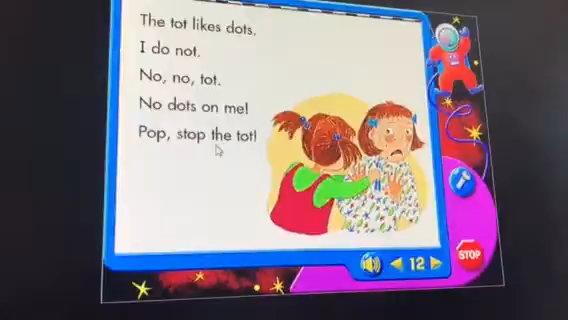 The tot likes dots.
I do not.
No, no, tot.
No dots on me!
Pop, stop the tot!
12
STOP